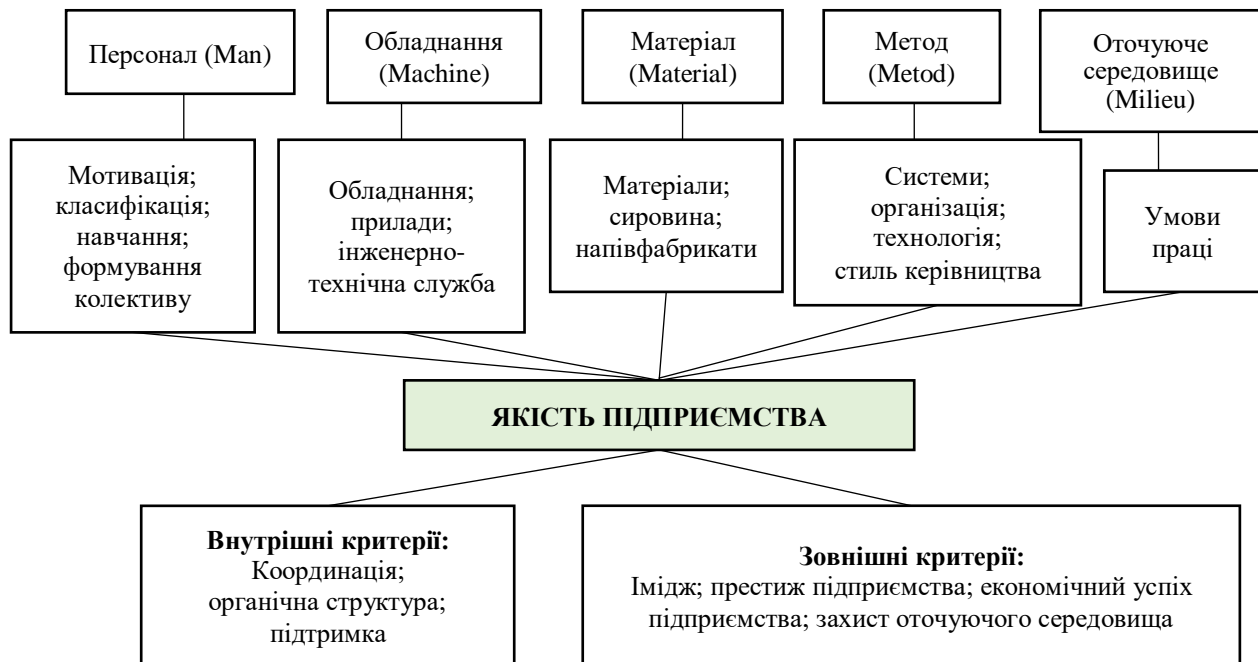 Персонал (Man)
Обладнання
(Machine)
Матеріал
(Material)
Метод
(Metod)
Оточуюче
середовище
(Milieu)
Мотивація;
класифікація;
навчання;
формування
колективу
Обладнання;
прилади;
інженерно-
технічна служба
Матеріали;
сировина;
напівфабрикати
Системи;
організація;
технологія;
стиль керівництва
Умови
праці
ЯКІСТЬ ПІДПРИЄМСТВА
Внутрішні критерії:
Координація;
органічна структура;
підтримка
Зовнішні критерії:
Імідж; престиж підприємства; економічний успіх
підприємства; захист оточуючого середовища